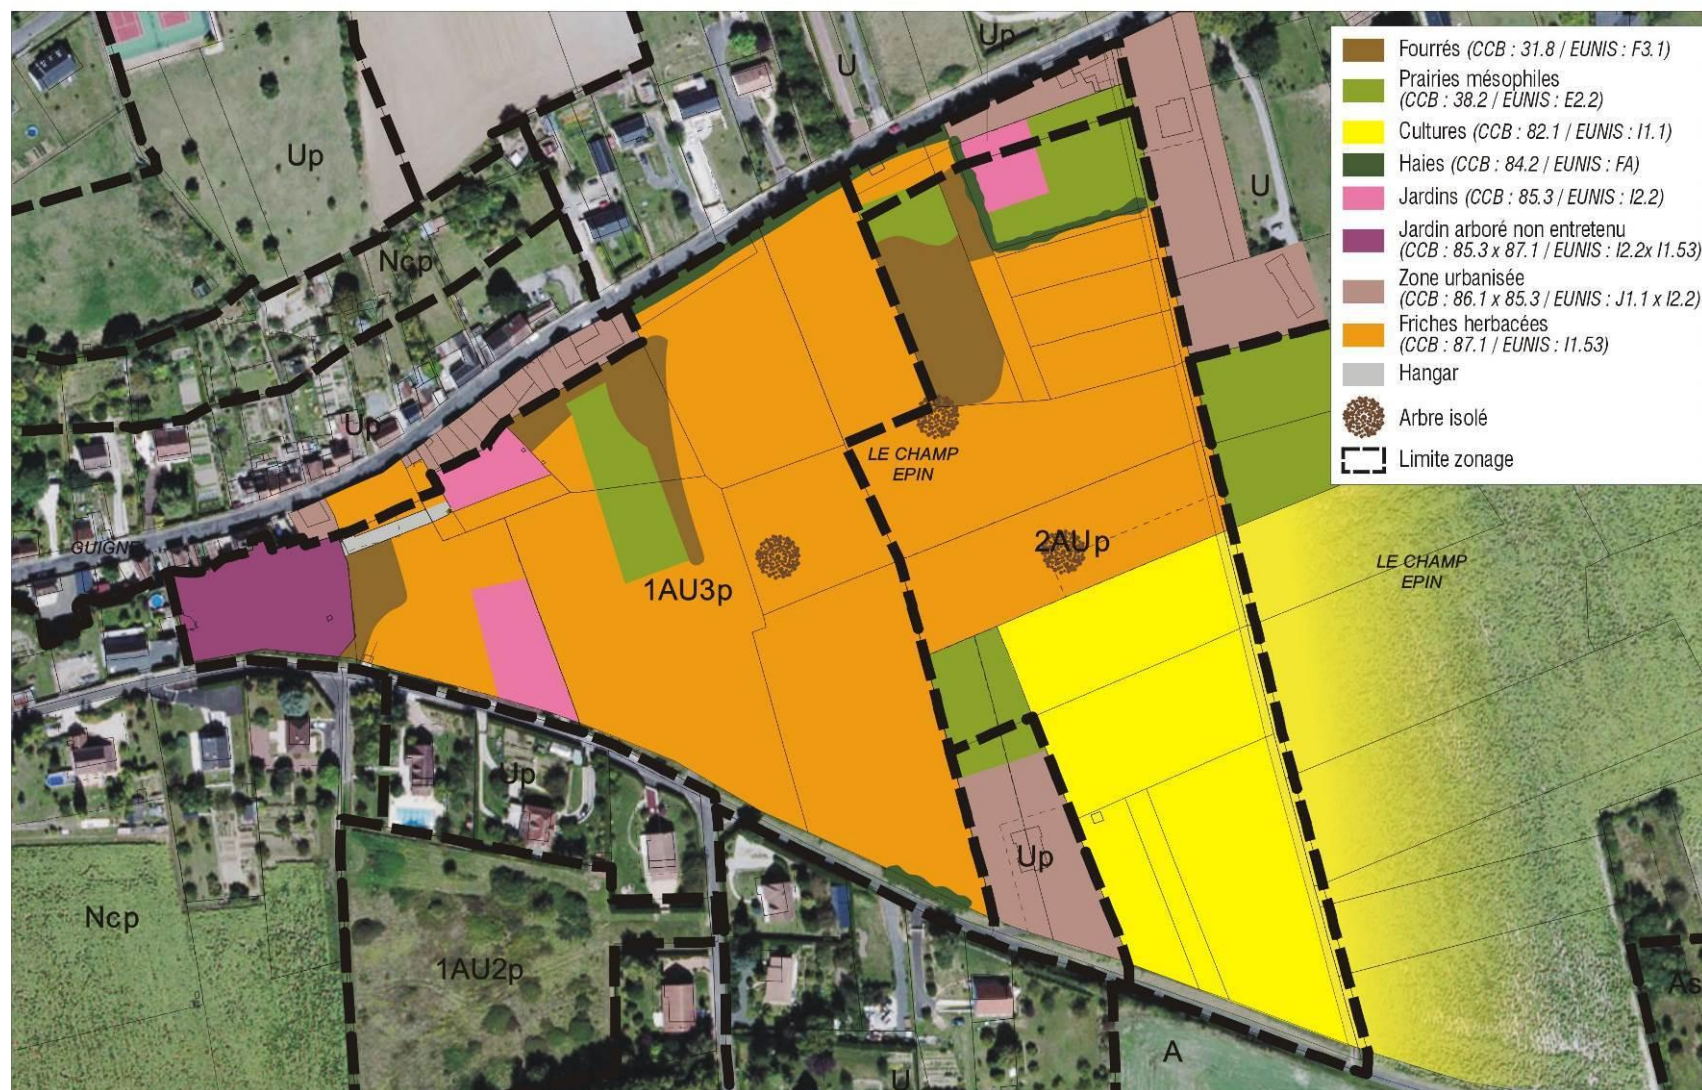 Fourrés (CCB : 31.8 / EUNIS : F3.1)
Prairies mésophiles
(CCB : 38.2 / EUNIS : E2.2)
Cultures (CCB : 82.1 / EUNIS : I1.1)
Haies (CCB : 84.2 / EUNIS : FA)
Jardins (CCB : 85.3 / EUNIS : I2.2)
Jardin arboré non entretenu
(CCB : 85.3 x 87.1 / EUNIS : I2.2x I1.53)
Zone urbanisée
(CCB : 86.1 x 85.3 / EUNIS : J1.1 x I2.2)
Friches herbacées
(CCB : 87.1 / EUNIS : I1.53)
Hangar
Arbre isolé
Limite zonage
Up
U
Up
U
Ncp
Up
LE CHAMP
EPIN
2AUp
LE CHAMP
EPIN
1AU3p
Up
Up
Ncp
1AU2p
As
A
U